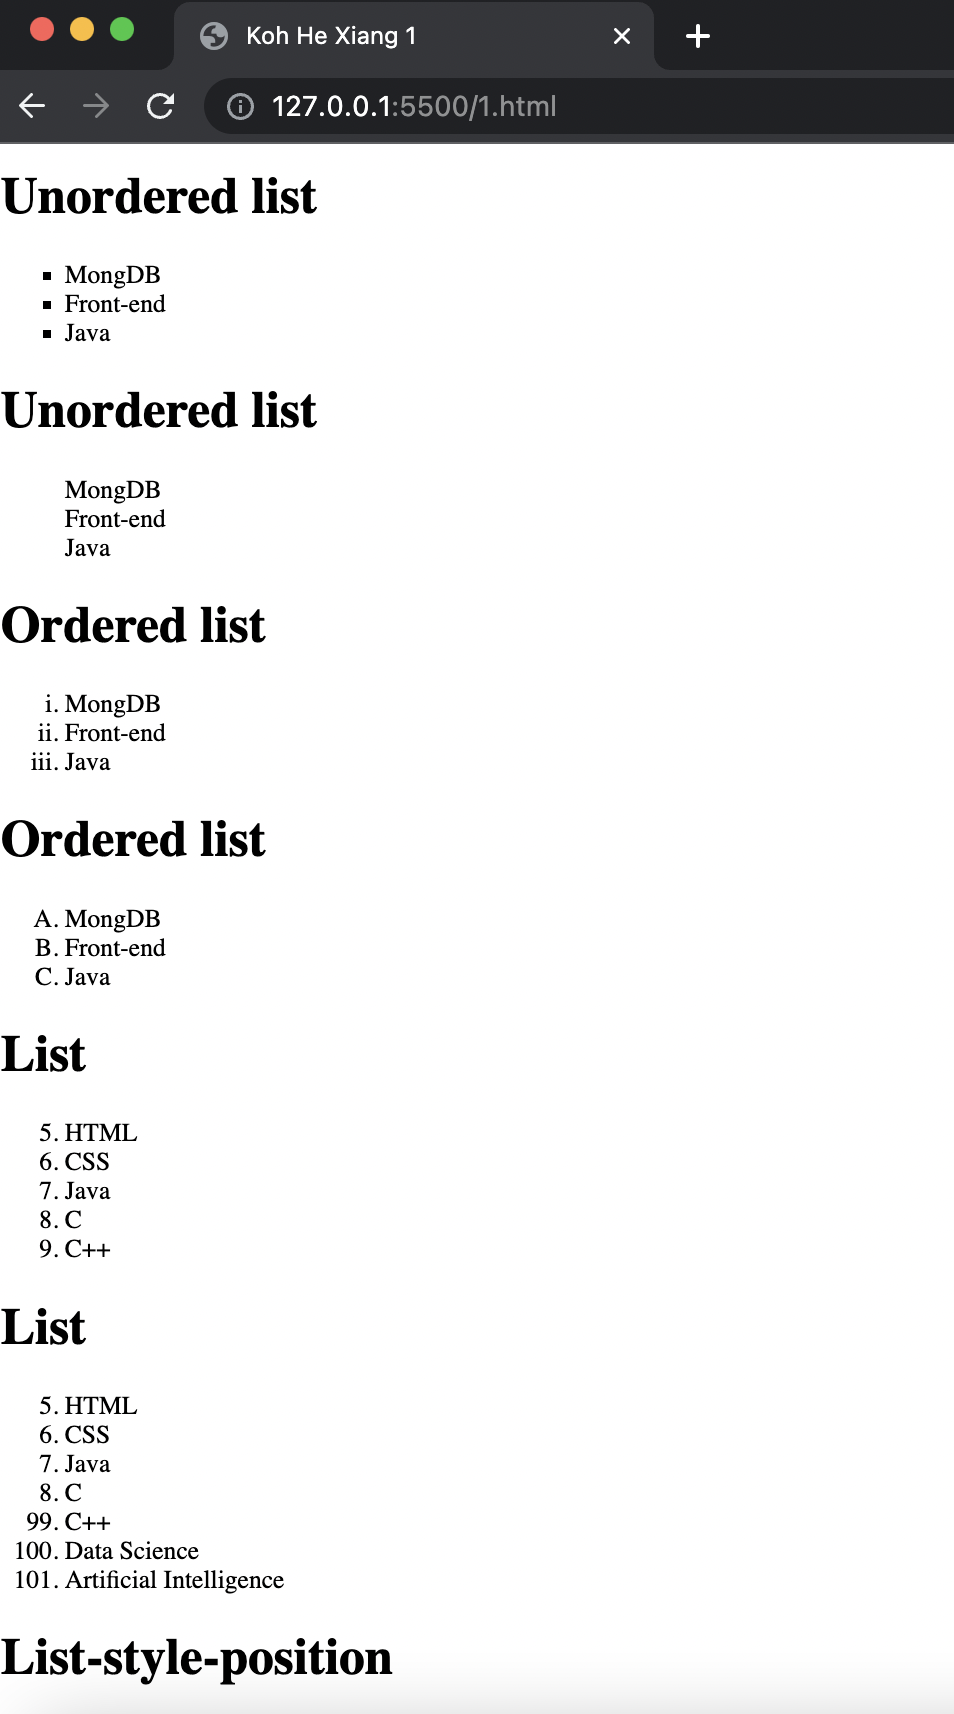 Koh He Xiang 1
127.0.0.1:5500/1.html
Unordered list
▪ MongDB
▪ Front-end
▪ Java
Unordered list
MongDB
Front-end
Java
Ordered list
i. MongDB
ii. Front-end
iii. Java
Ordered list
A. MongDB
B. Front-end
C. Java
List
5. HTML
6. CSS
7. Java
8. C
9. C++
List
5. HTML
6. CSS
7. Java
8. C
99. C++
100. Data Science
101. Artificial Intelligence
List-style-position